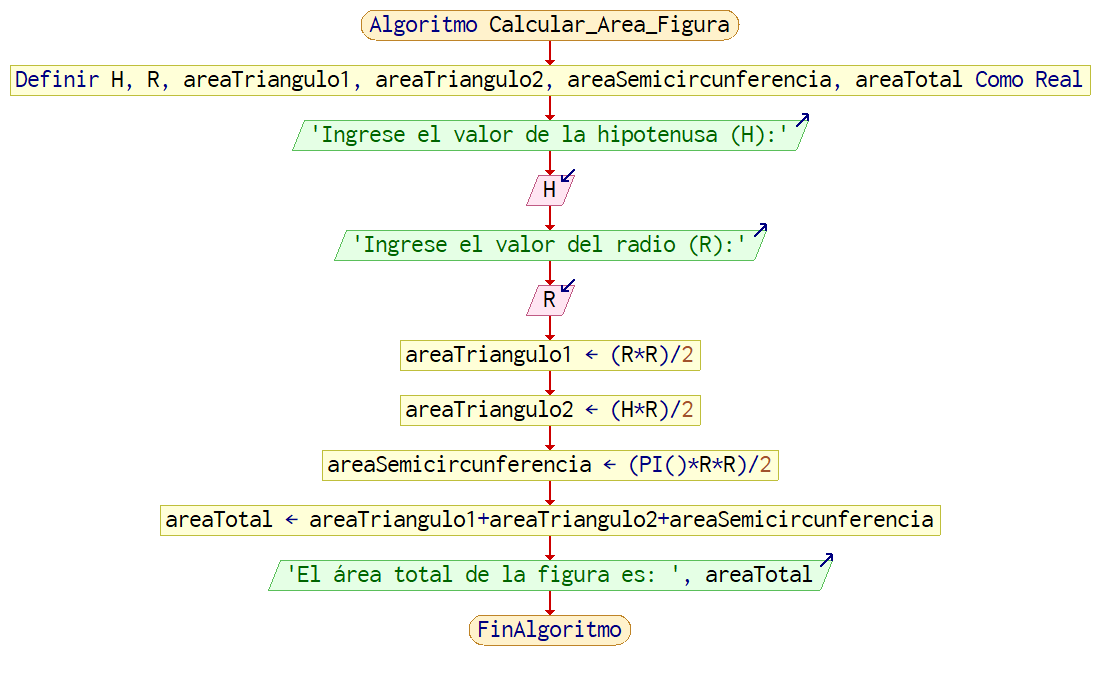 Algoritmo Calcular_Area_Figura
Definir H, R, areaTriangulo1, areaTriangulo2, areaSemicircunferencia, areaTotal Como Real
'Ingrese el valor de la hipotenusa (H):'
H
'Ingrese el valor del radio (R):'
R
areaTriangulo1 ← (R*R)/2
areaTriangulo2 ← (H*R)/2
areaSemicircunferencia ← (PI()*R*R)/2
areaTotal ← areaTriangulo1+areaTriangulo2+areaSemicircunferencia
'El área total de la figura es: ', areaTotal
FinAlgoritmo